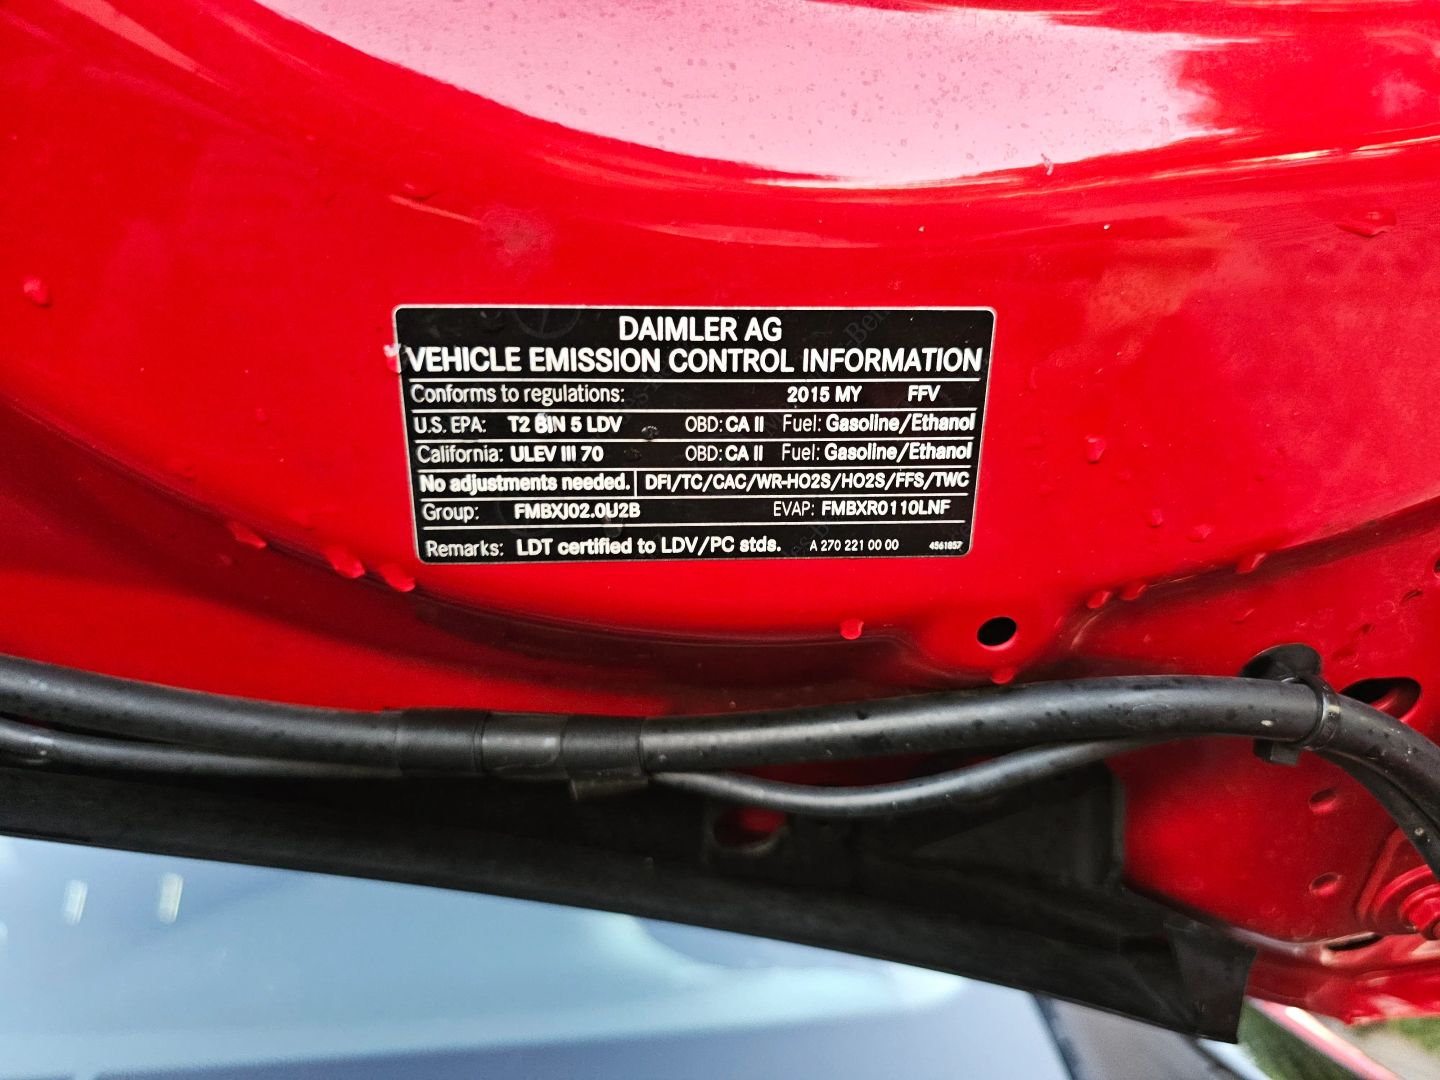 DAIMLER AG
VEHICLE EMISSION CONTROL INFORMATION
Conforms to regulations: 2015 MY FFV
U.S. EPA: T2 BIN 5 LDV OBD: CA II Fuel: Gasoline/Ethanol
California: ULEV III 70 OBD: CA II Fuel: Gasoline/Ethanol
No adjustments needed. DFI/TC/CAC/WR-HO2S/HO2S/FFS/TWC
Group: FMBXJ02.0U2B EVAP: FMBXR0110LNF
Remarks: LDT certified to LDV/PC stds. A 270 221 00 00 4561857